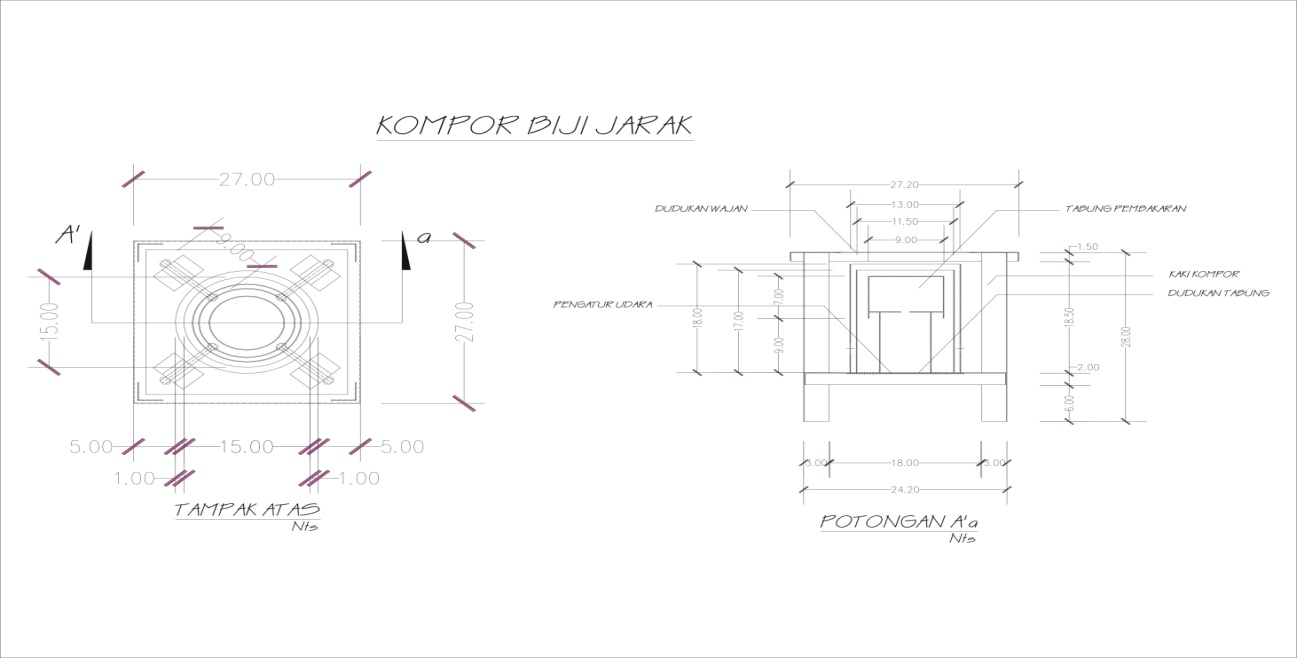 KOMPOR BIJI JARAK
27.00
A'
a
9.00
15.00
27.00
5.00
15.00
5.00
1.00
1.00
TAMPAK ATAS
Nts
27.20
DUDUKAN WAJAN
13.00
TABUNG PEMBAKARAN
11.50
9.00
1.50
KAKI KOMPOR
DUDUKAN TABUNG
PENGATUR UDARA
18.00
17.00
7.00
9.00
18.50
28.00
2.00
6.00
5.00
18.00
5.00
24.20
POTONGAN A'a
Nts